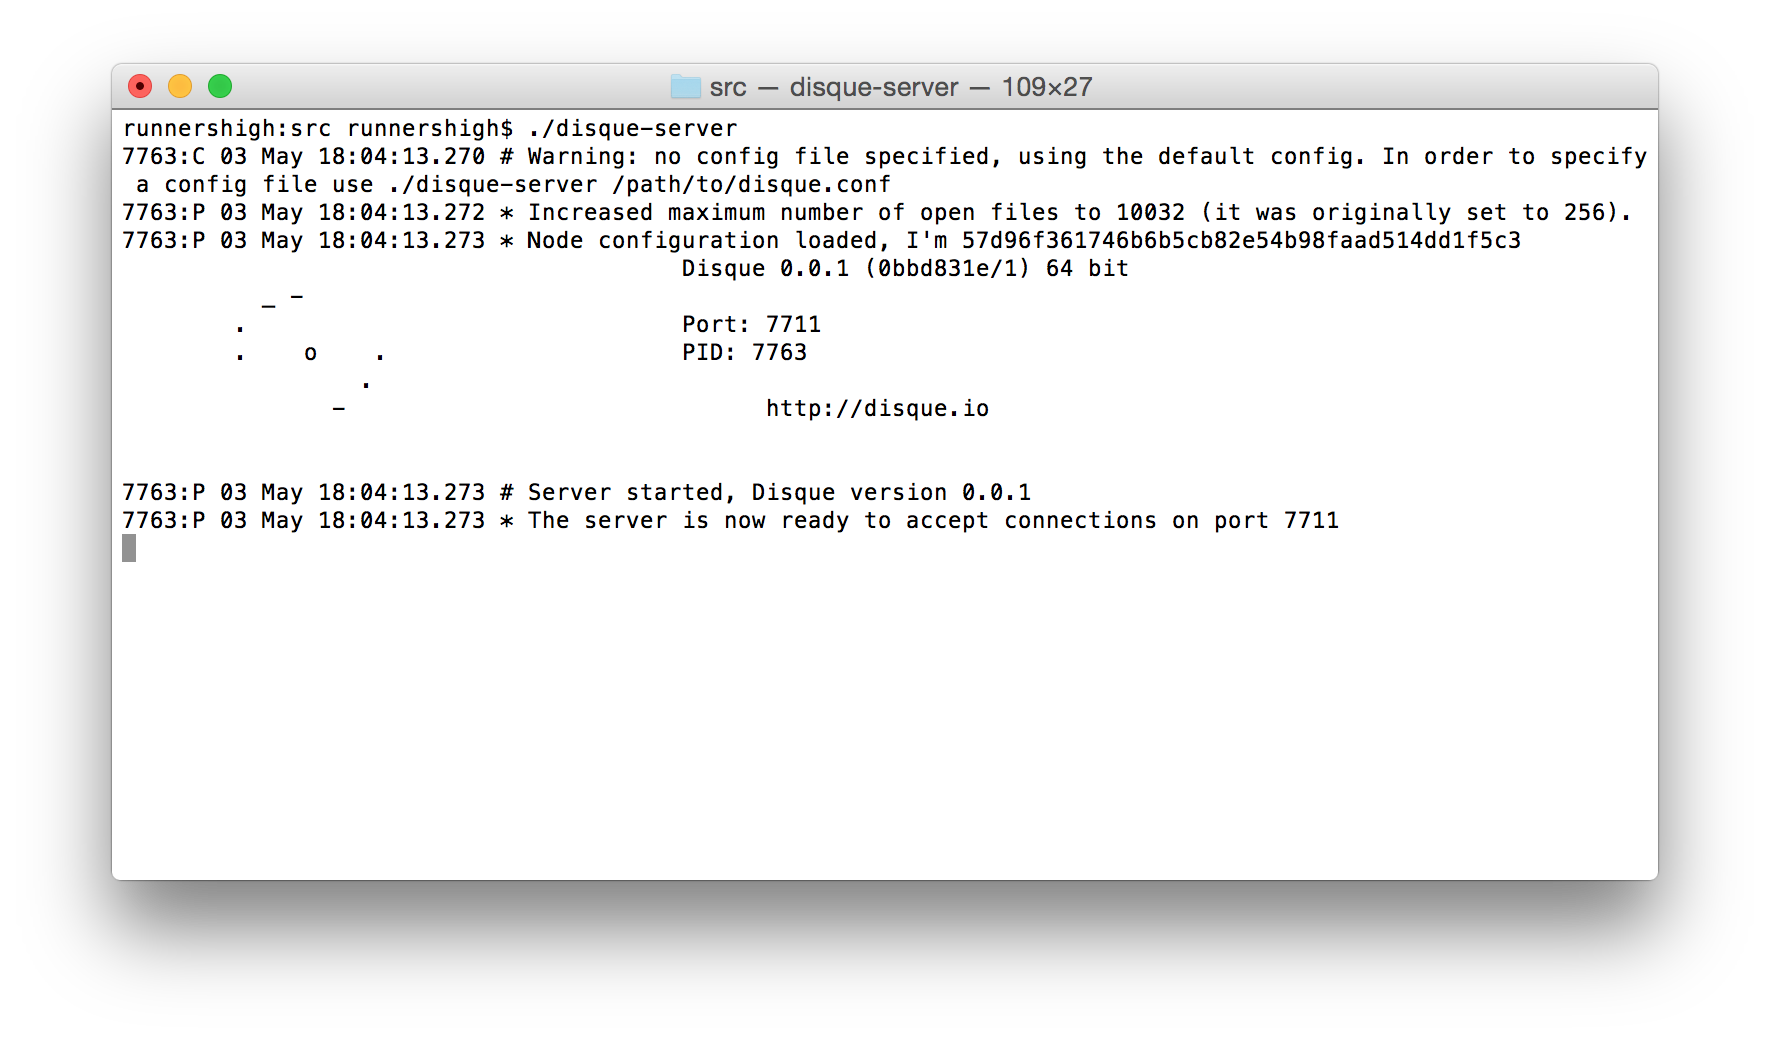 src — disque-server — 109×27
runnershigh:src runnershigh$ ./disque-server
7763:C 03 May 18:04:13.270 # Warning: no config file specified, using the default config. In order to specify
 a config file use ./disque-server /path/to/disque.conf
7763:P 03 May 18:04:13.272 * Increased maximum number of open files to 10032 (it was originally set to 256).
7763:P 03 May 18:04:13.273 * Node configuration loaded, I'm 57d96f361746b6b5cb82e54b98faad514dd1f5c3
                                        Disque 0.0.1 (0bbd831e/1) 64 bit
          _ -
        .                               Port: 7711
        .    o    .                     PID: 7763
                 .
               -                              http://disque.io
7763:P 03 May 18:04:13.273 # Server started, Disque version 0.0.1
7763:P 03 May 18:04:13.273 * The server is now ready to accept connections on port 7711